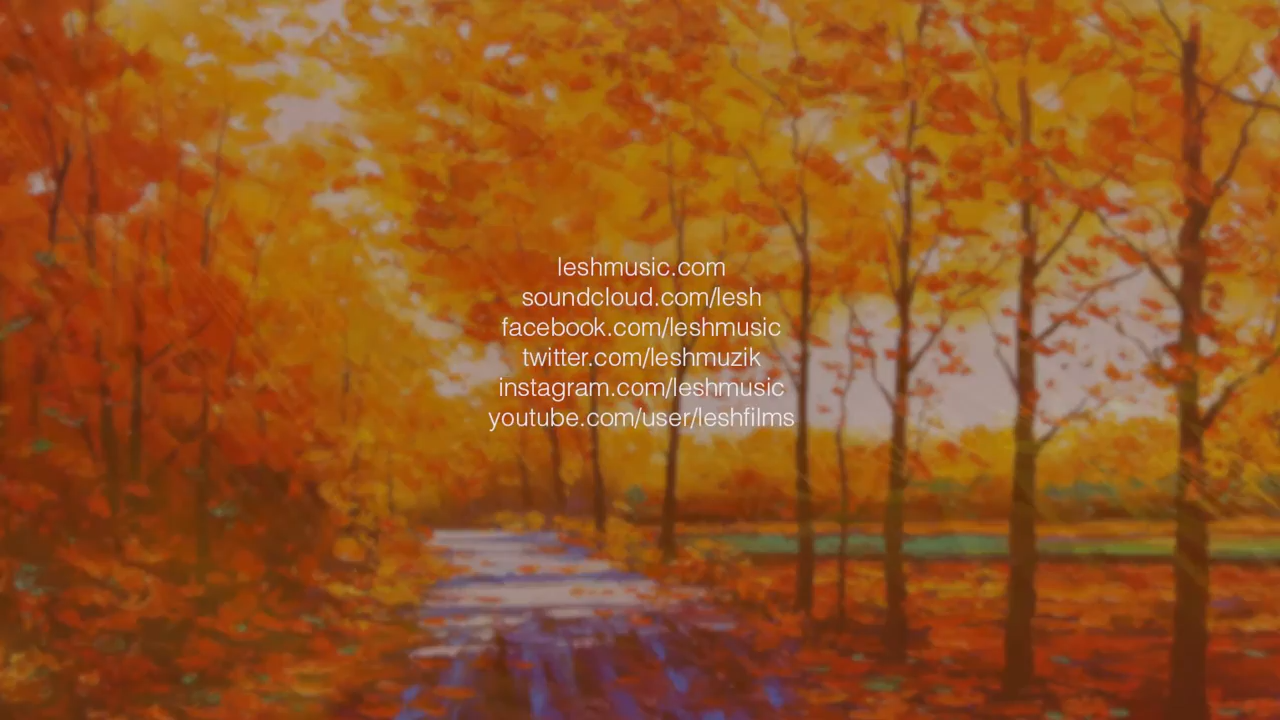 leshmusic.com
soundcloud.com/lesh
facebook.com/leshmusic
twitter.com/leshmuzik
instagram.com/leshmusic
youtube.com/user/leshfilms